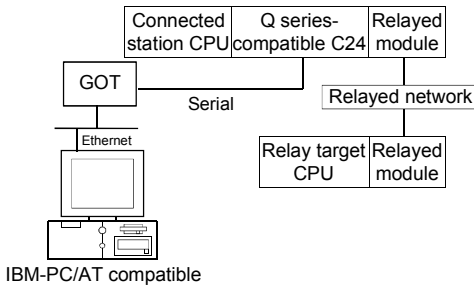 Connected
station CPU
Q series-
compatible C24
Relayed
module
GOT
Serial
Relayed network
Ethernet
Relay target
CPU
Relayed
module
IBM-PC/AT compatible